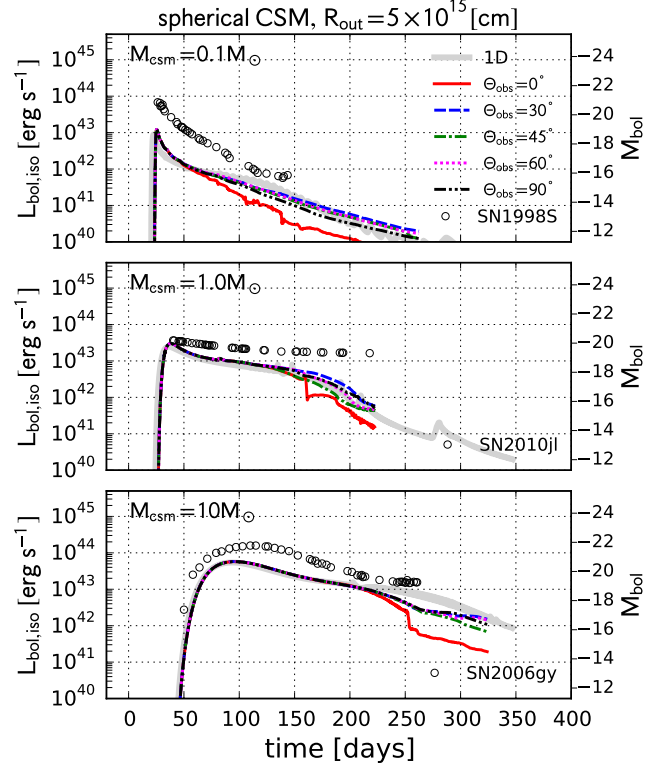 spherical CSM, R_out=5×10^15 [cm]
M_csm=0.1M_⊙
1D
Θ_obs=0°
Θ_obs=30°
Θ_obs=45°
Θ_obs=60°
Θ_obs=90°
SN1998S
L_bol,iso [erg s^−1]
10^45
10^44
10^43
10^42
10^41
10^40
M_bol
−24
−22
−20
−18
−16
−14
−12
M_csm=1.0M_⊙
SN2010jl
L_bol,iso [erg s^−1]
10^45
10^44
10^43
10^42
10^41
10^40
M_bol
−24
−22
−20
−18
−16
−14
−12
M_csm=10M_⊙
SN2006gy
L_bol,iso [erg s^−1]
10^45
10^44
10^43
10^42
10^41
10^40
M_bol
−24
−22
−20
−18
−16
−14
−12
0 50 100 150 200 250 300 350 400
time [days]